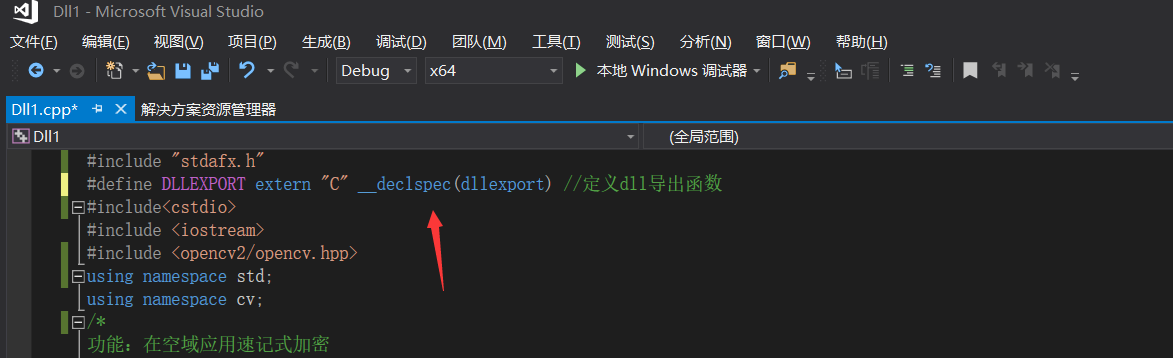 Dll1 - Microsoft Visual Studio
文件(F) 编辑(E) 视图(V) 项目(P) 生成(B) 调试(D) 团队(M) 工具(T) 测试(S) 分析(N) 窗口(W) 帮助(H)
Debug x64 本地 Windows 调试器
Dll1.cpp* 解决方案资源管理器
Dll1 (全局范围)
#include "stdafx.h"
#define DLLEXPORT extern "C" __declspec(dllexport) //定义dll导出函数
#include<cstdio>
#include <iostream>
#include <opencv2/opencv.hpp>
using namespace std;
using namespace cv;
/*
功能：在空域应用速记式加密